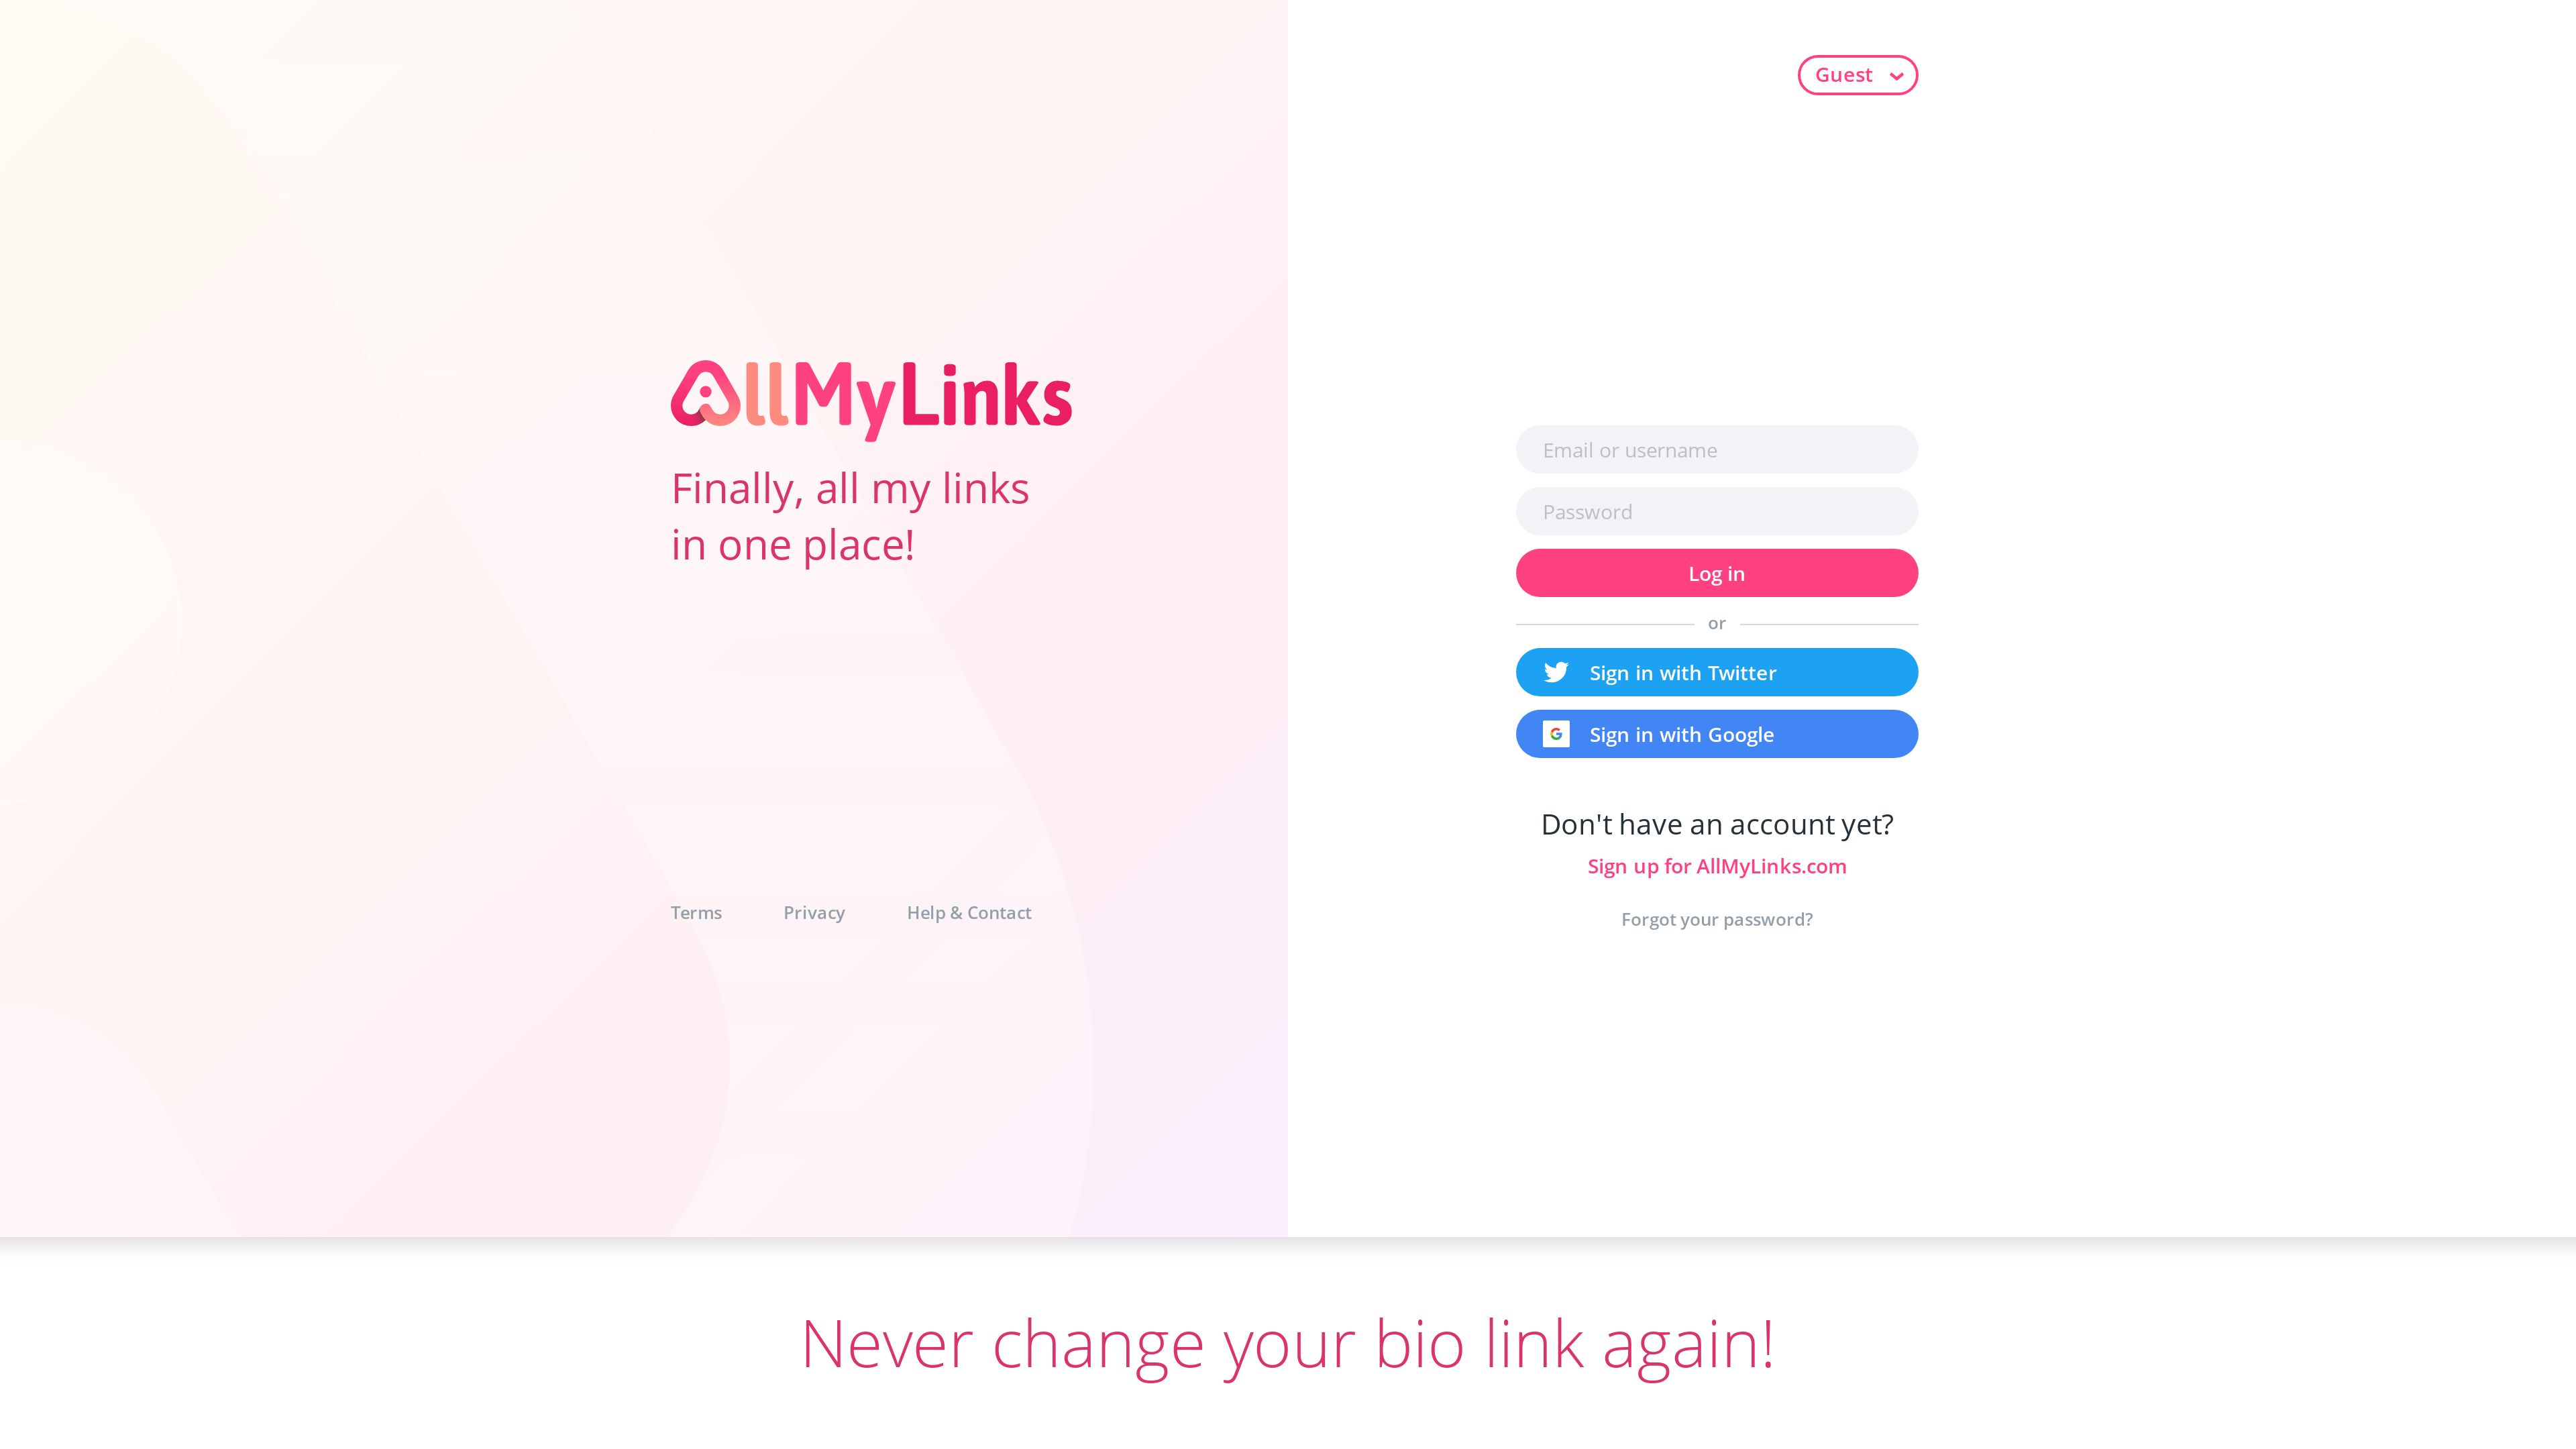 Guest
AllMyLinks
Finally, all my links
in one place!
Email or username
Password
Log in
or
Sign in with Twitter
Sign in with Google
Don't have an account yet?
Sign up for AllMyLinks.com
Forgot your password?
Terms
Privacy
Help & Contact
Never change your bio link again!